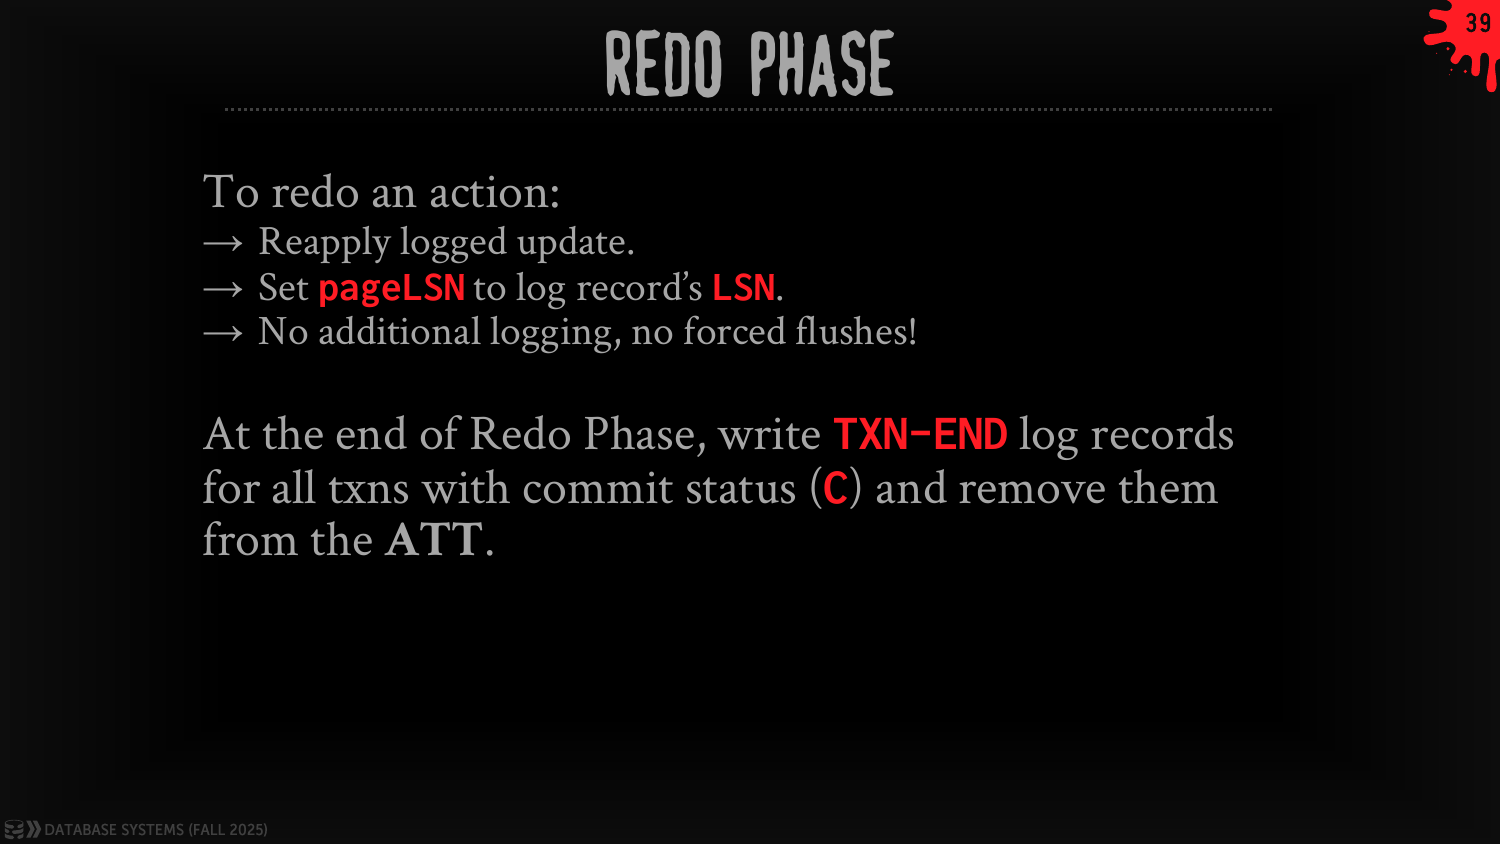 39
REDO PHASE
To redo an action:
→ Reapply logged update.
→ Set pageLSN to log record’s LSN.
→ No additional logging, no forced flushes!
At the end of Redo Phase, write TXN-END log records
for all txns with commit status (C) and remove them
from the ATT.
DATABASE SYSTEMS (FALL 2025)